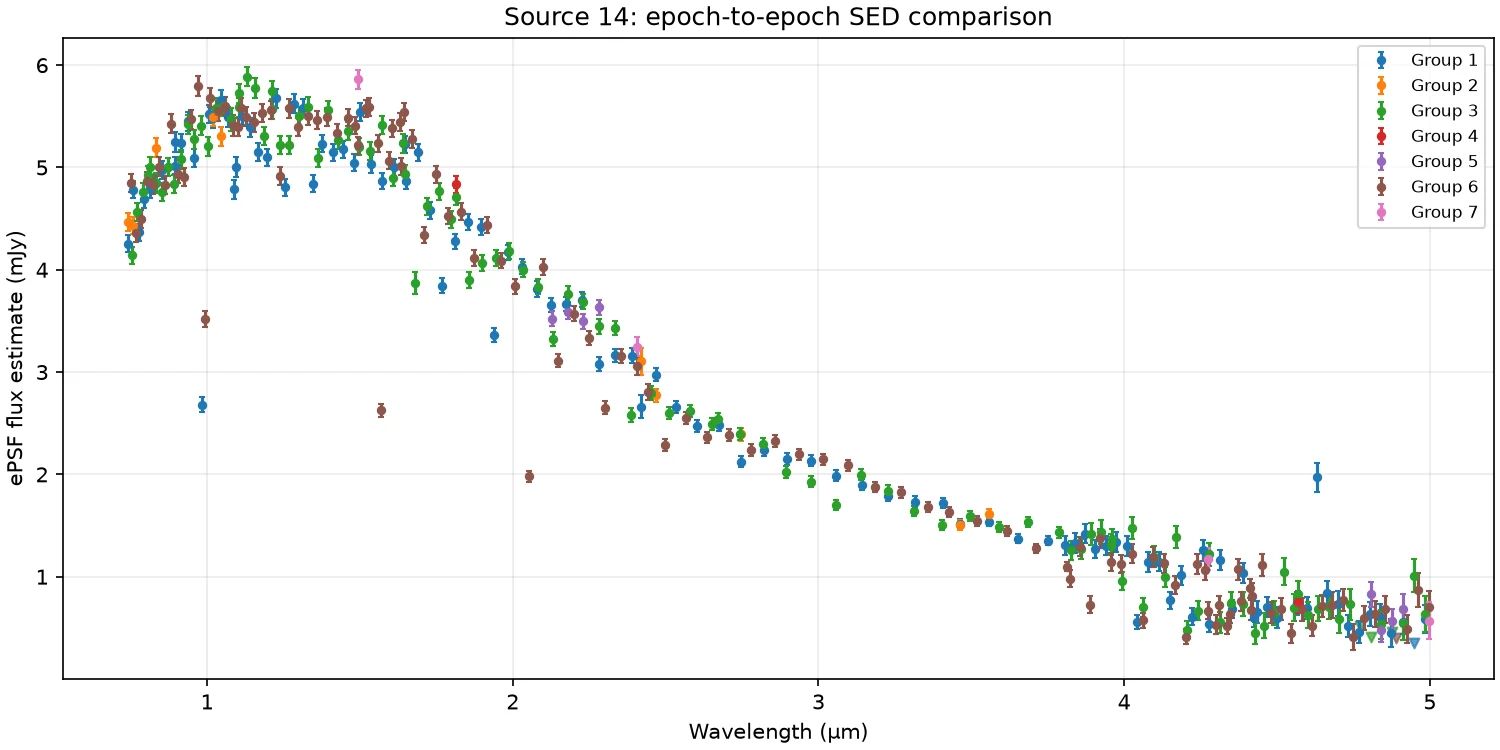 Source 14: epoch-to-epoch SED comparison
ePSF flux estimate (mJy)
6
5
4
3
2
1
Group 1
Group 2
Group 3
Group 4
Group 5
Group 6
Group 7
1
2
3
4
5
Wavelength (μm)